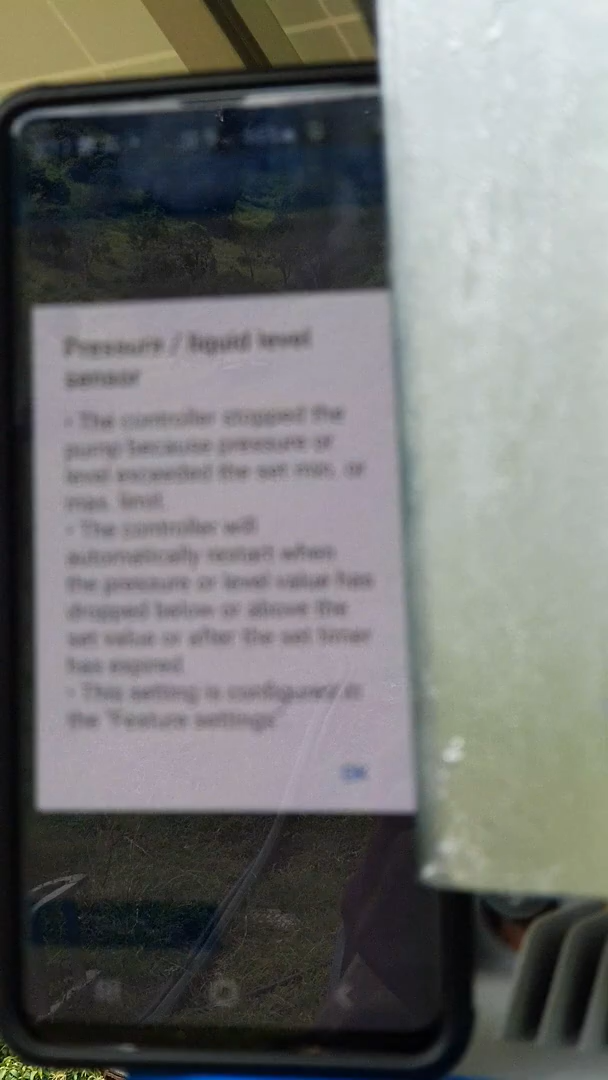 Pressure / liquid level
sensor
• The controller stopped the
pump because pressure or
level exceeded the set min. or
max. limit.
• The controller will
automatically restart when
the pressure or level value has
dropped below or above the
set value or after the set timer
has expired.
• This setting is configured in
the "Feature settings"
OK